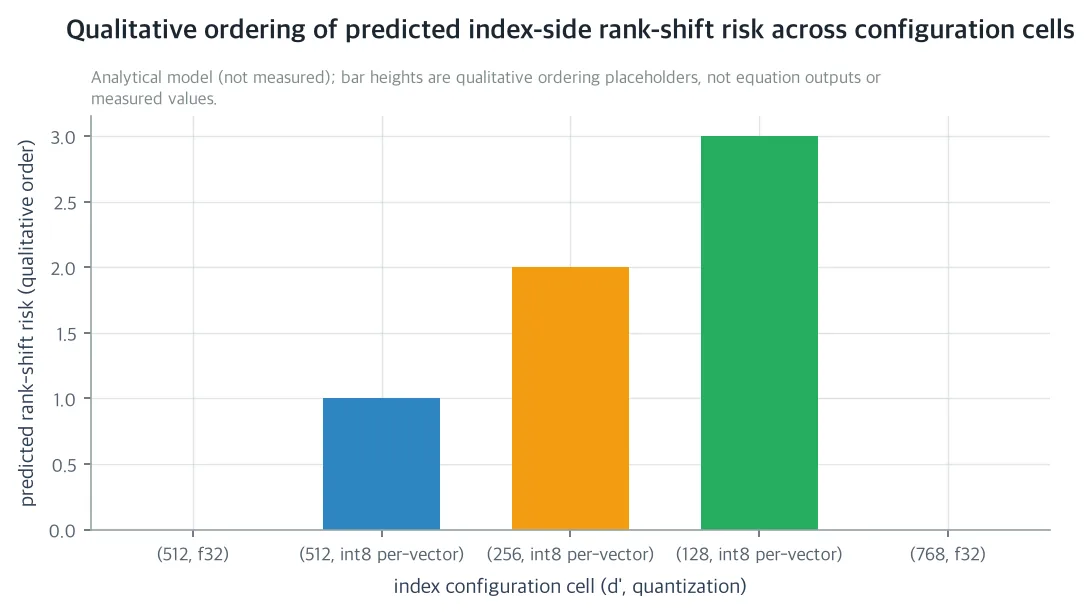 Qualitative ordering of predicted index-side rank-shift risk across configuration cells
Analytical model (not measured); bar heights are qualitative ordering placeholders, not equation outputs or
measured values.
predicted rank-shift risk (qualitative order)
3.0
2.5
2.0
1.5
1.0
0.5
0.0
(512, f32)
(512, int8 per-vector)
(256, int8 per-vector)
(128, int8 per-vector)
(768, f32)
index configuration cell (d', quantization)